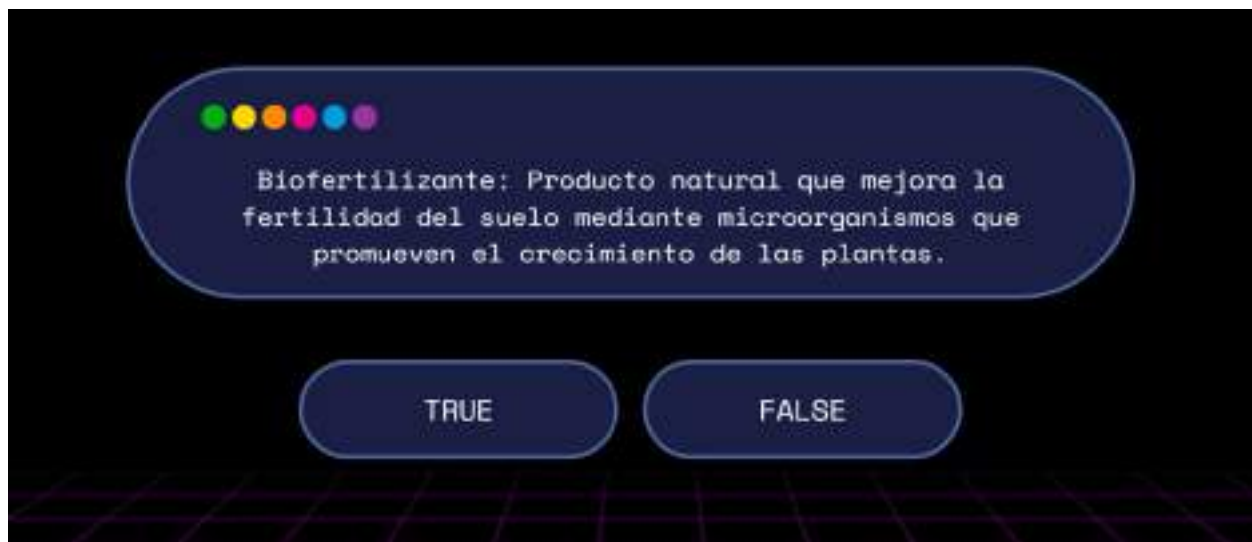 Biofertilizante: Producto natural que mejora la
fertilidad del suelo mediante microorganismos que
promueven el crecimiento de las plantas.
TRUE
FALSE